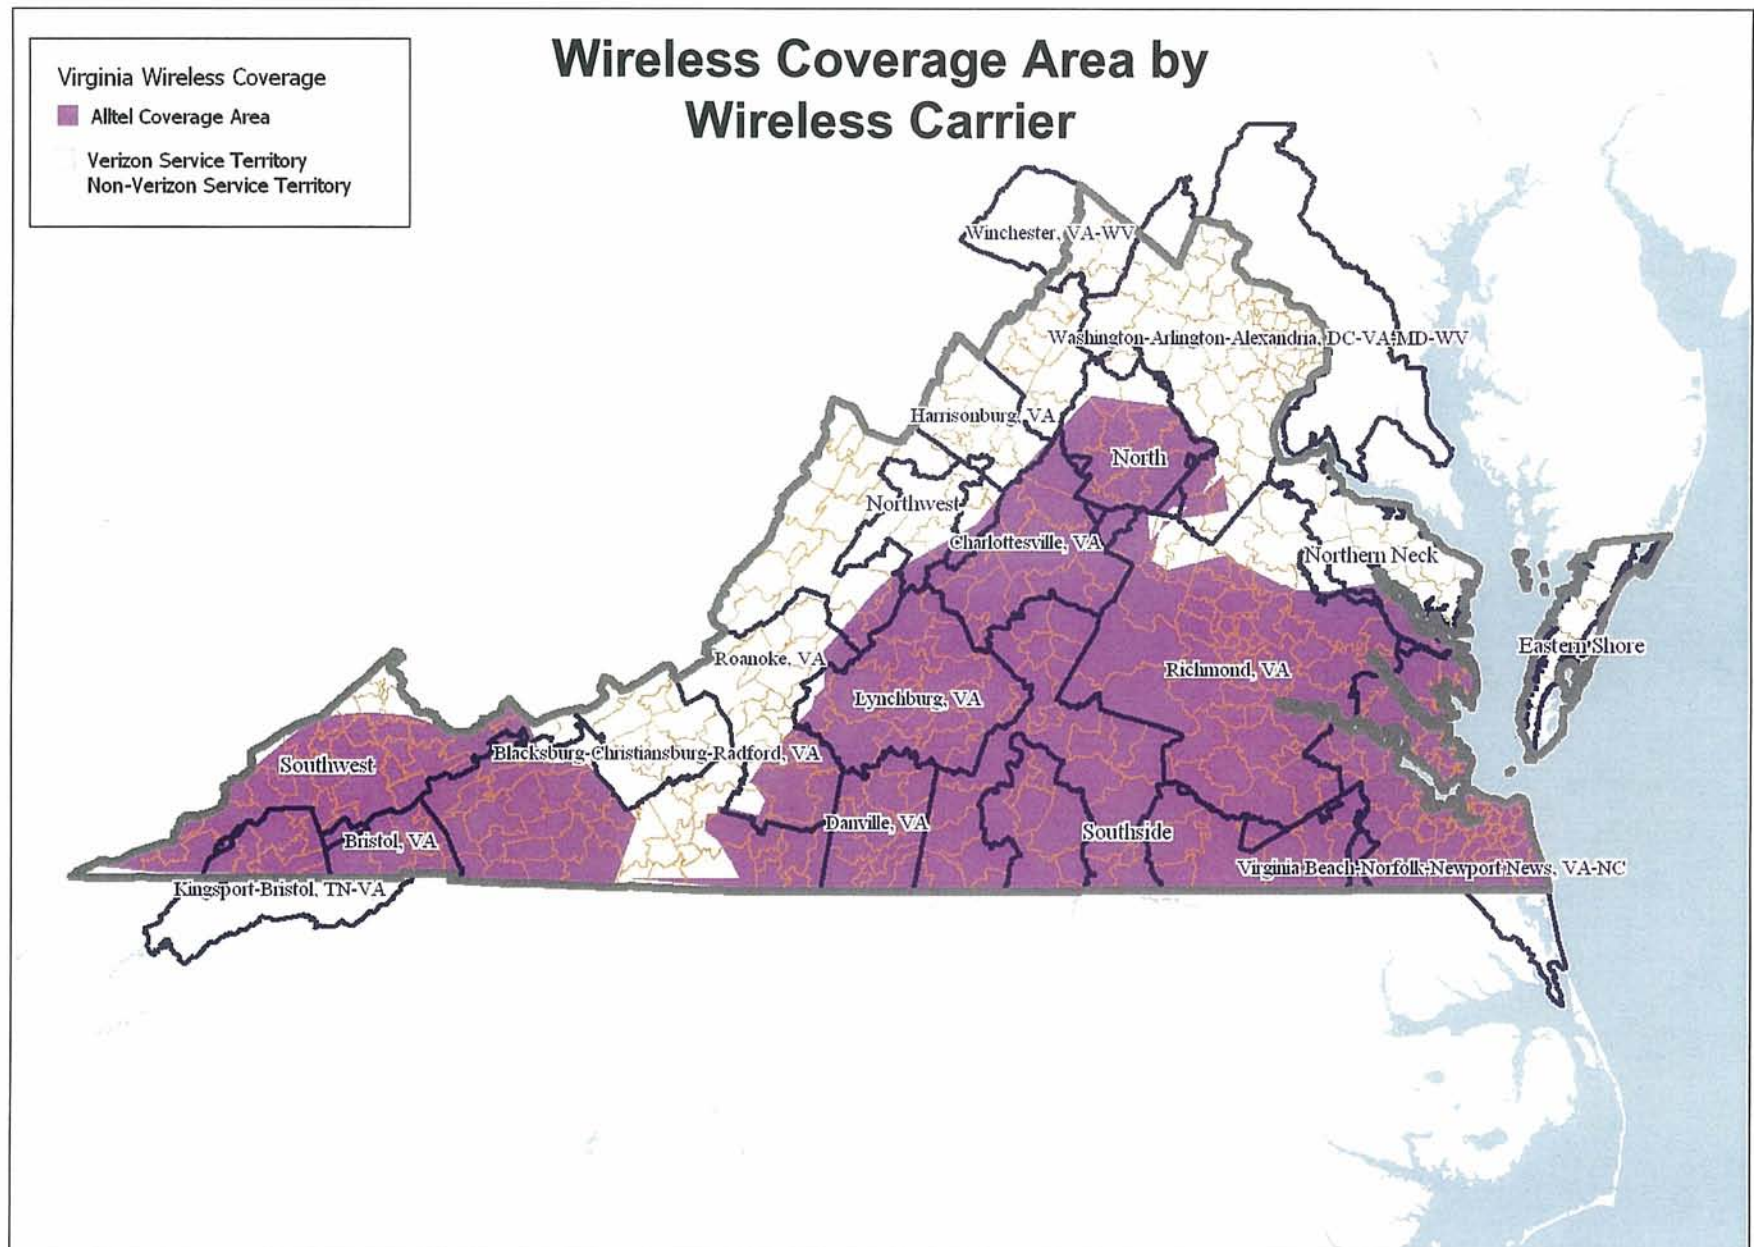 Wireless Coverage Area by
Wireless Carrier
Virginia Wireless Coverage
Alltel Coverage Area
Verizon Service Territory
Non-Verizon Service Territory
Winchester, VA-WV
Washington-Arlington-Alexandria, DC-VA-MD-WV
Harrisonburg, VA
North
Northwest
Charlottesville, VA
Northern Neck
Eastern Shore
Roanoke, VA
Richmond, VA
Lynchburg, VA
Blacksburg-Christiansburg-Radford, VA
Southwest
Danville, VA
Southside
Bristol, VA
Virginia Beach-Norfolk-Newport News, VA-NC
Kingsport-Bristol, TN-VA